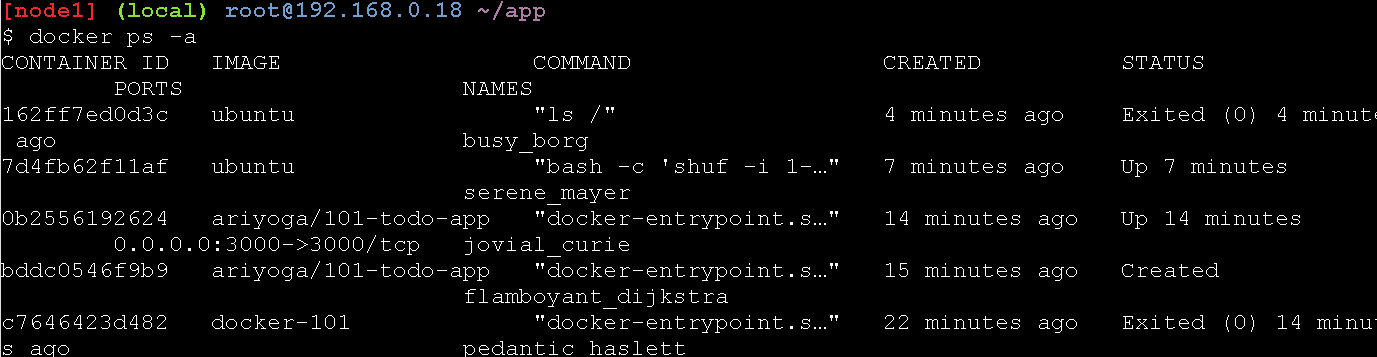 [node1] (local) root@192.168.0.18 ~/app
$ docker ps -a
CONTAINER ID   IMAGE                  COMMAND                  CREATED          STATUS
        PORTS                    NAMES
162ff7ed0d3c   ubuntu                 "ls /"                   4 minutes ago    Exited (0) 4 minute
 ago                             busy_borg
7d4fb62f11af   ubuntu                 "bash -c 'shuf -i 1-…"   7 minutes ago    Up 7 minutes
                                 serene_mayer
0b2556192624   ariyoga/101-todo-app   "docker-entrypoint.s…"   14 minutes ago   Up 14 minutes
        0.0.0.0:3000->3000/tcp   jovial_curie
bddc0546f9b9   ariyoga/101-todo-app   "docker-entrypoint.s…"   15 minutes ago   Created
                                 flamboyant_dijkstra
c7646423d482   docker-101             "docker-entrypoint.s…"   22 minutes ago   Exited (0) 14 minut
s ago                            pedantic_haslett